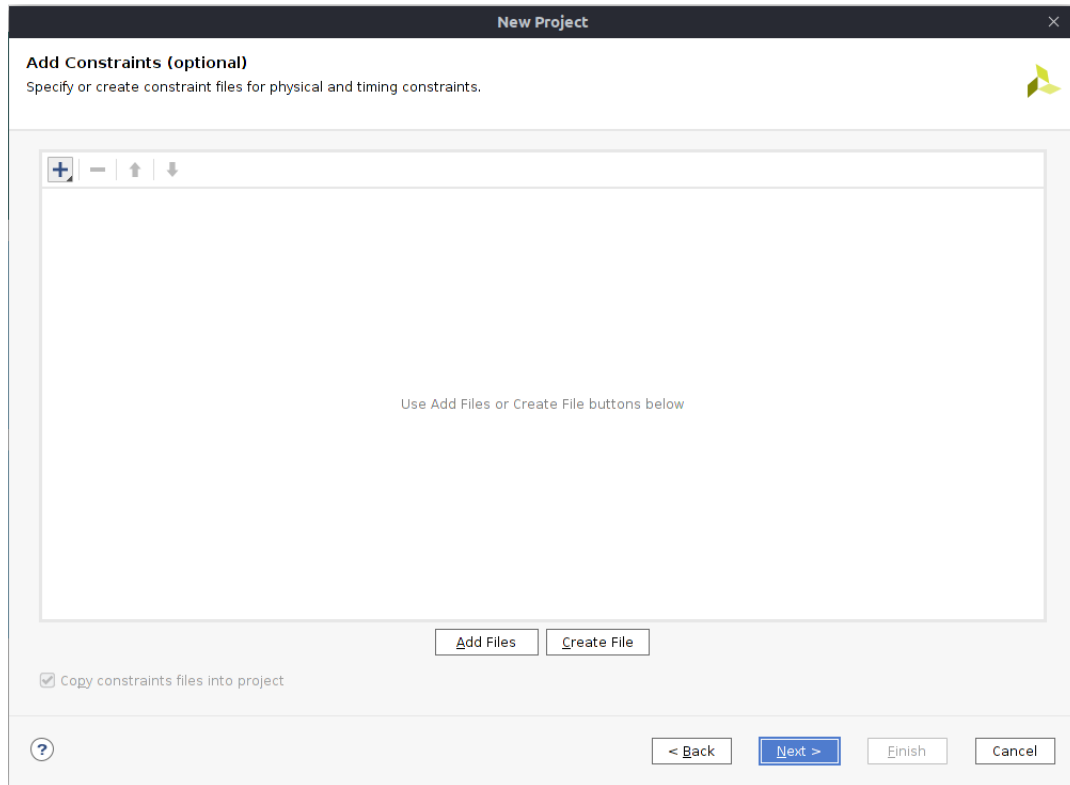 New Project
Add Constraints (optional)
Specify or create constraint files for physical and timing constraints.
Use Add Files or Create File buttons below
Add Files Create File
Copy constraints files into project
? < Back Next > Finish Cancel